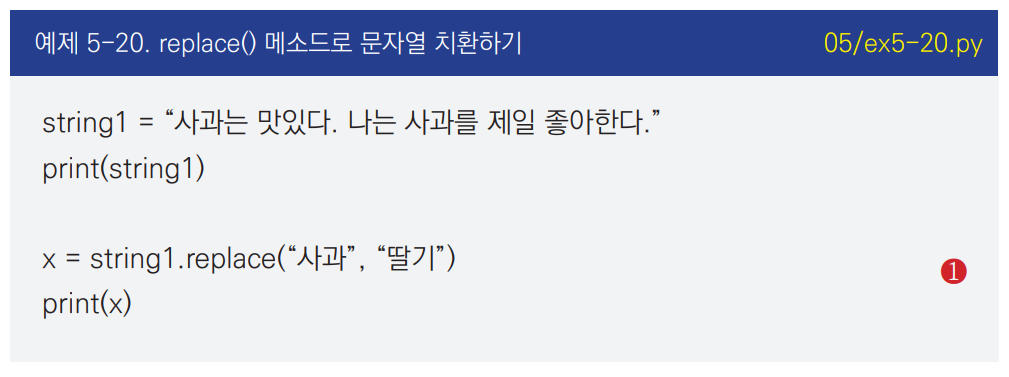 예제 5-20. replace() 메소드로 문자열 치환하기 05/ex5-20.py
string1 = “사과는 맛있다. 나는 사과를 제일 좋아한다.”
print(string1)
x = string1.replace(“사과”, “딸기”) ❶
print(x)